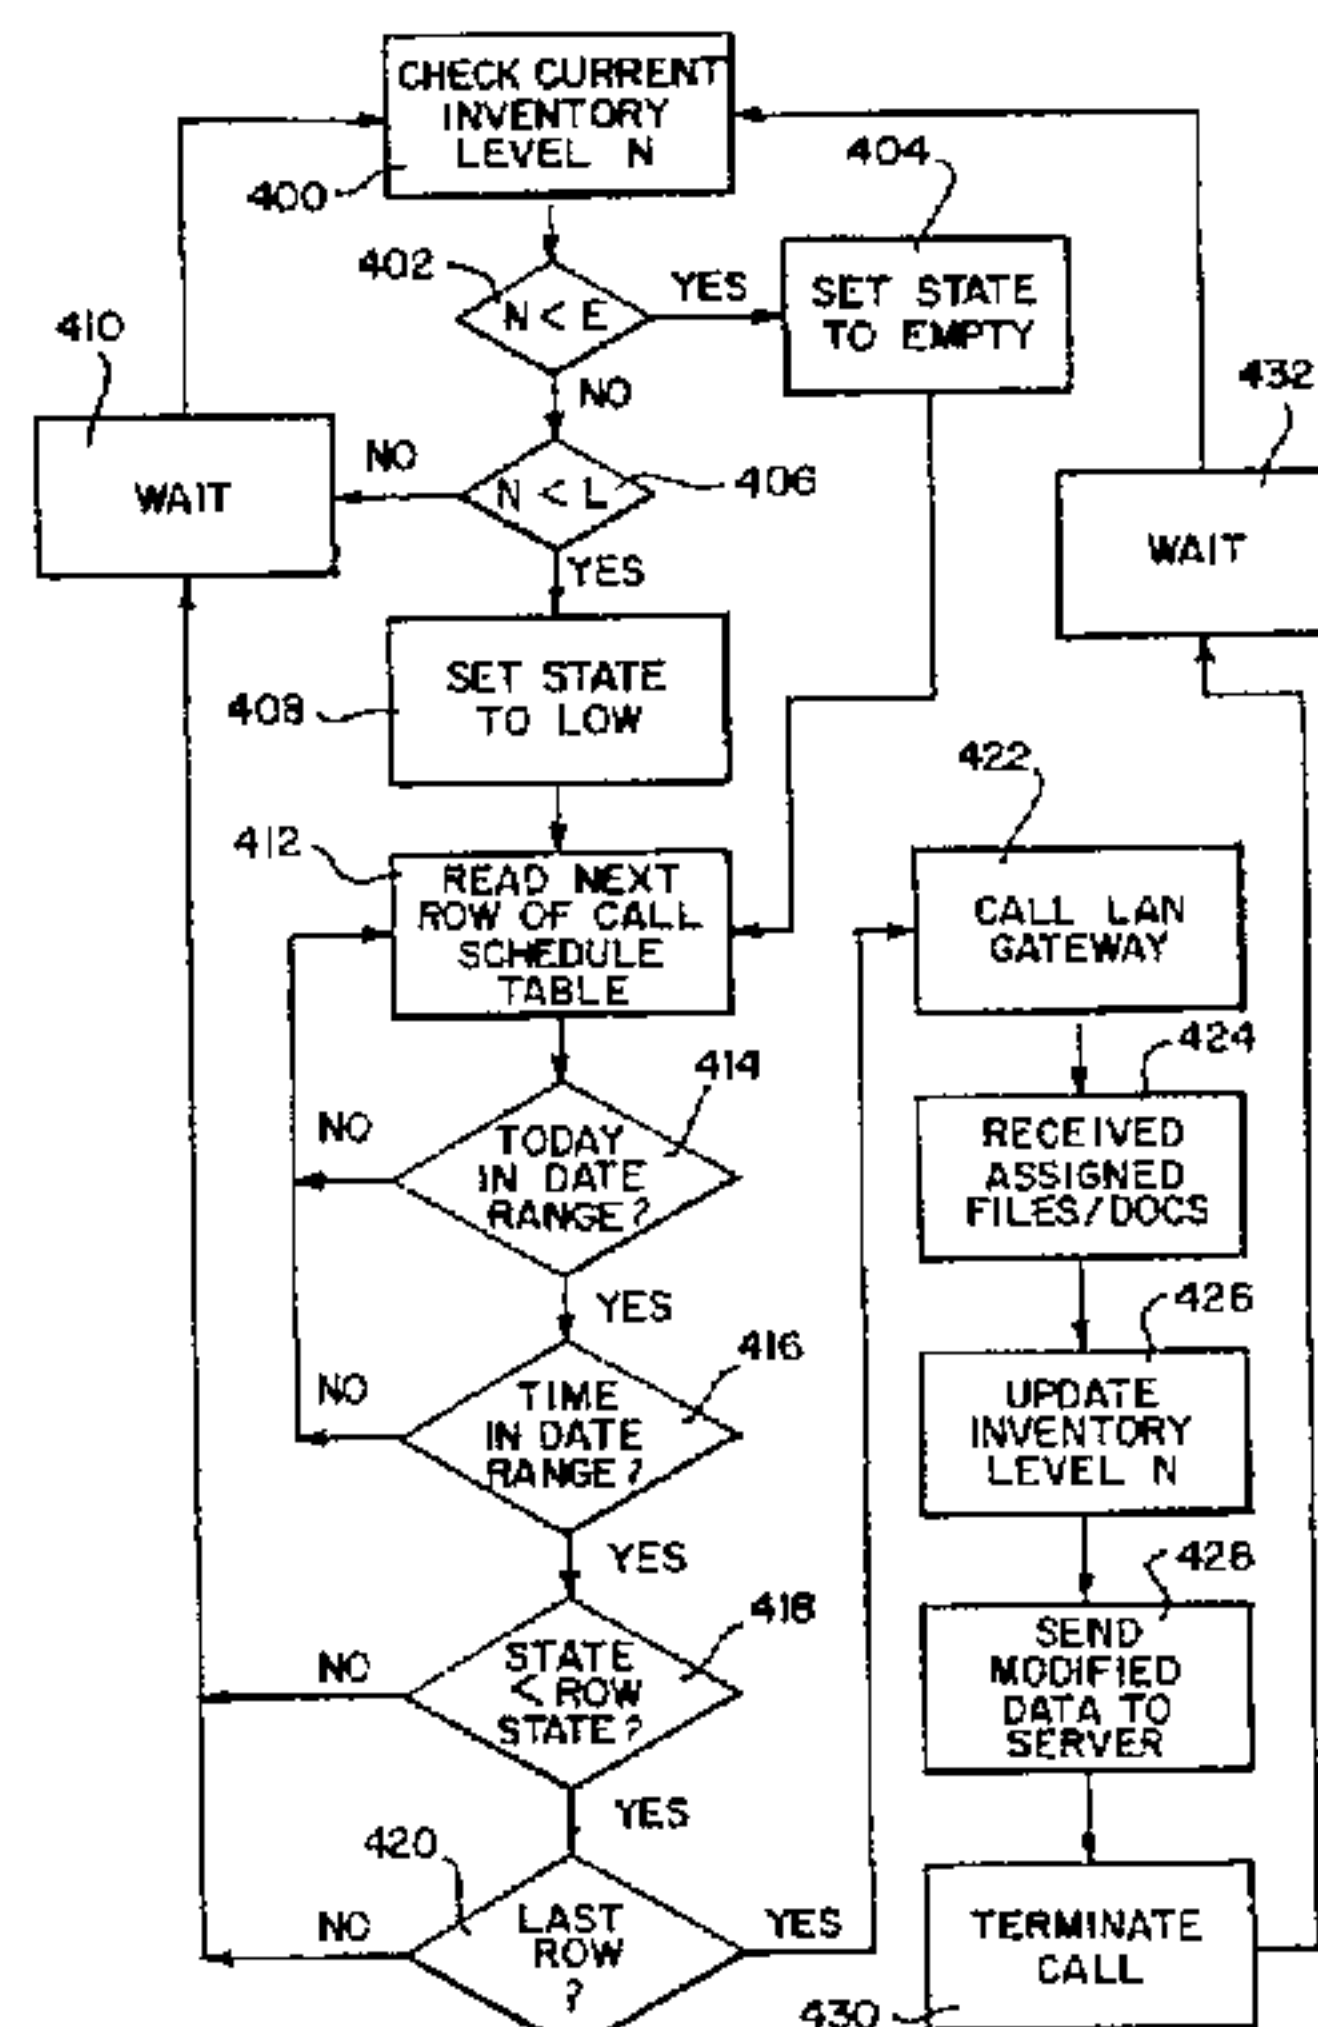 CHECK CURRENT
INVENTORY
LEVEL N
400
404
402
N < E
YES
SET STATE
TO EMPTY
NO
410
432
WAIT
NO
N < L
406
WAIT
YES
SET STATE
TO LOW
408
422
412
READ NEXT
ROW OF CALL
SCHEDULE
TABLE
CALL LAN
GATEWAY
424
414
NO
TODAY
IN DATE
RANGE?
RECEIVED
ASSIGNED
FILES/DOCS
YES
426
416
NO
TIME
IN DATE
RANGE?
UPDATE
INVENTORY
LEVEL N
YES
428
418
NO
STATE
< ROW
STATE?
SEND
MODIFIED
DATA TO
SERVER
YES
420
NO
LAST
ROW
?
YES
TERMINATE
CALL
430